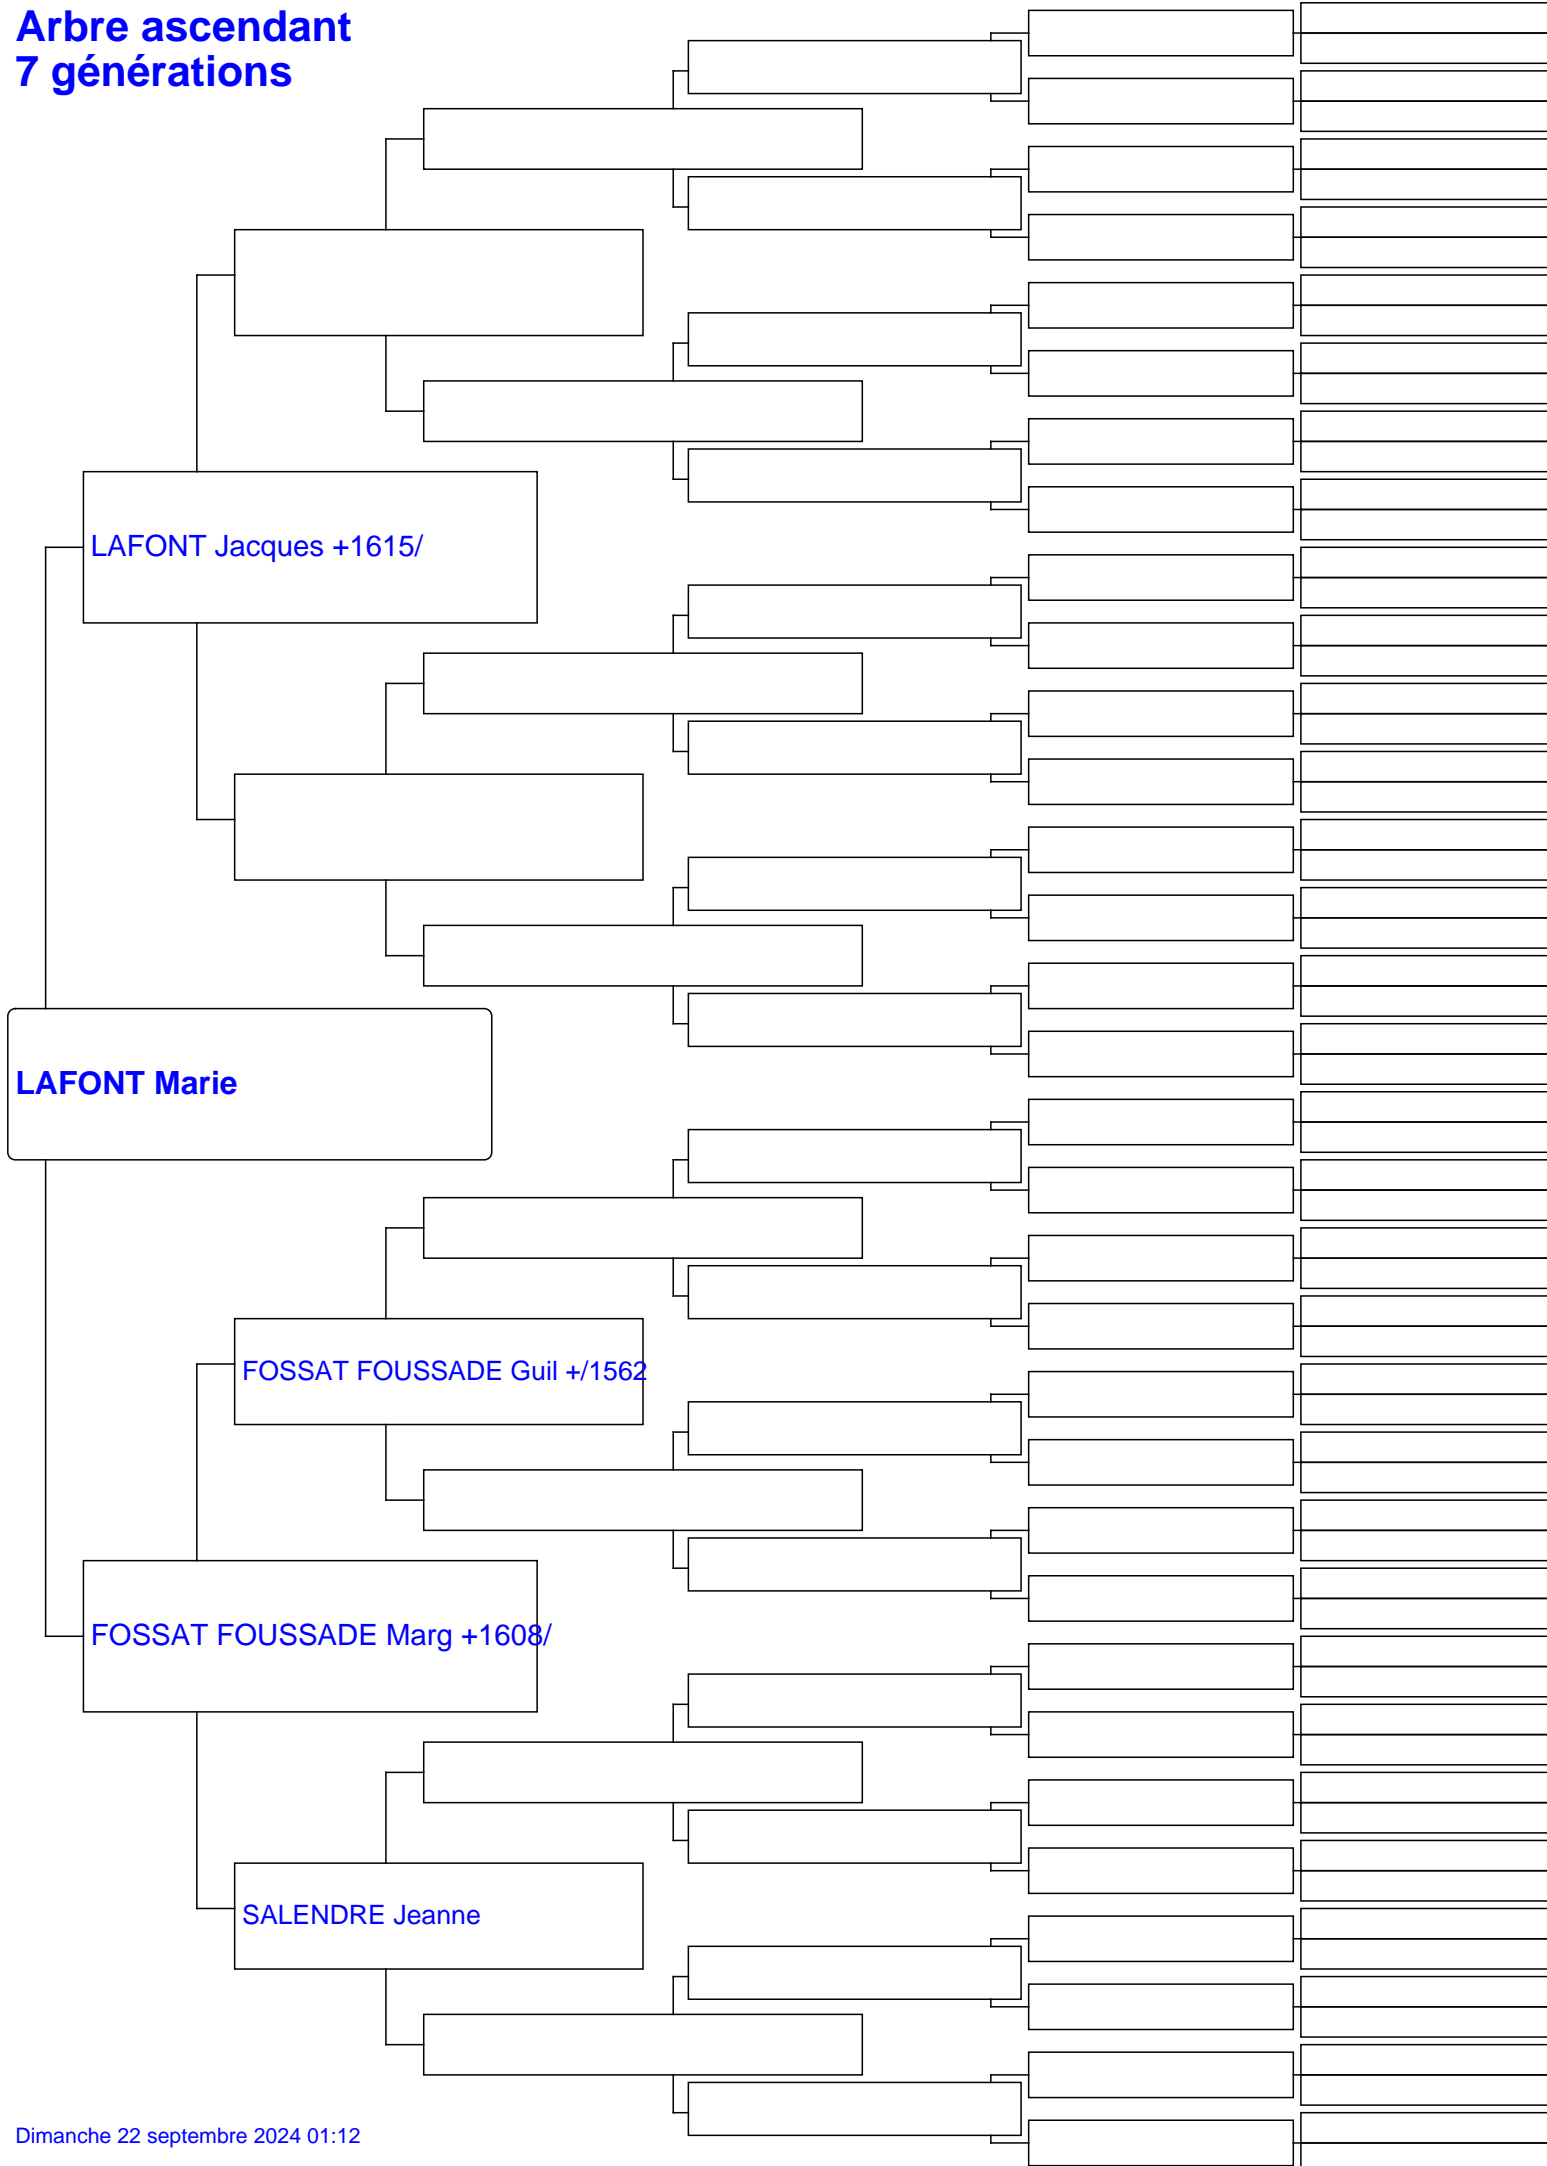 Arbre ascendant
7 générations
LAFONT Jacques +1615/
LAFONT Marie
FOSSAT FOUSSADE Guil +/1562
FOSSAT FOUSSADE Marg +1608/
SALENDRE Jeanne
Dimanche 22 septembre 2024 01:12